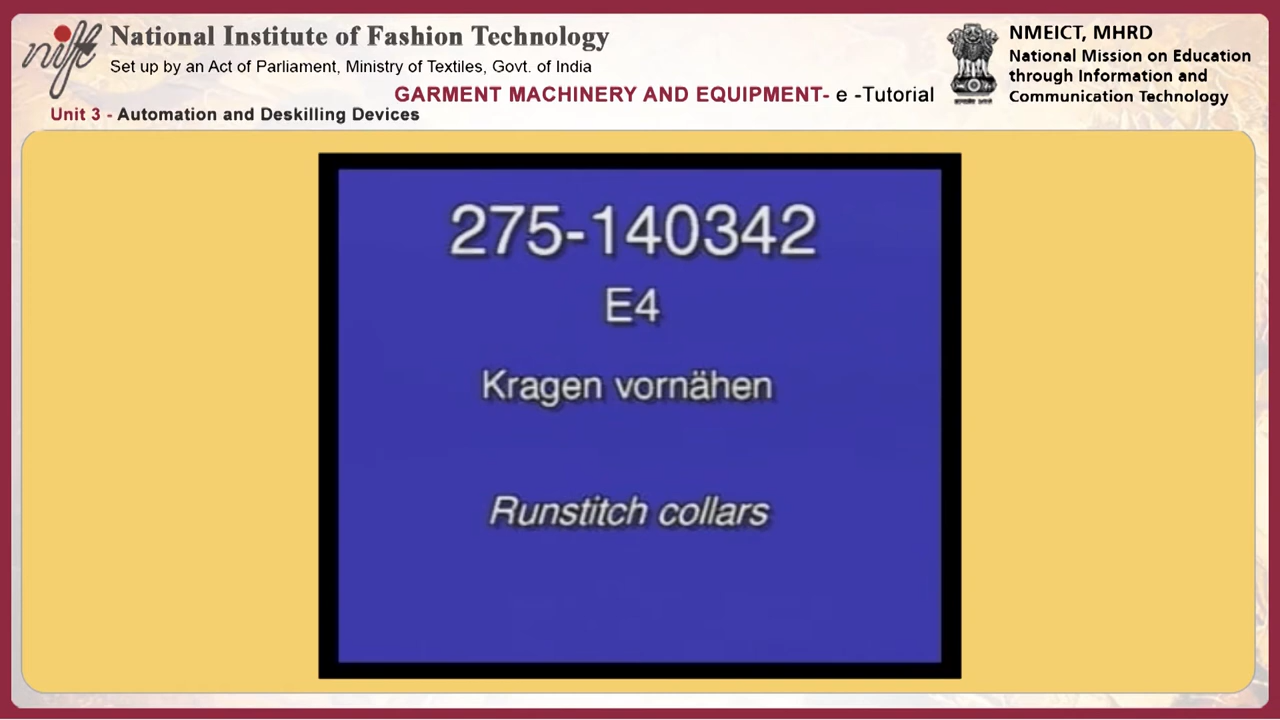 nift
National Institute of Fashion Technology
Set up by an Act of Parliament, Ministry of Textiles, Govt. of India
GARMENT MACHINERY AND EQUIPMENT- e -Tutorial
Unit 3 - Automation and Deskilling Devices
NMEICT, MHRD
National Mission on Education
through Information and
Communication Technology
275-140342
E4
Kragen vornähen
Runstitch collars